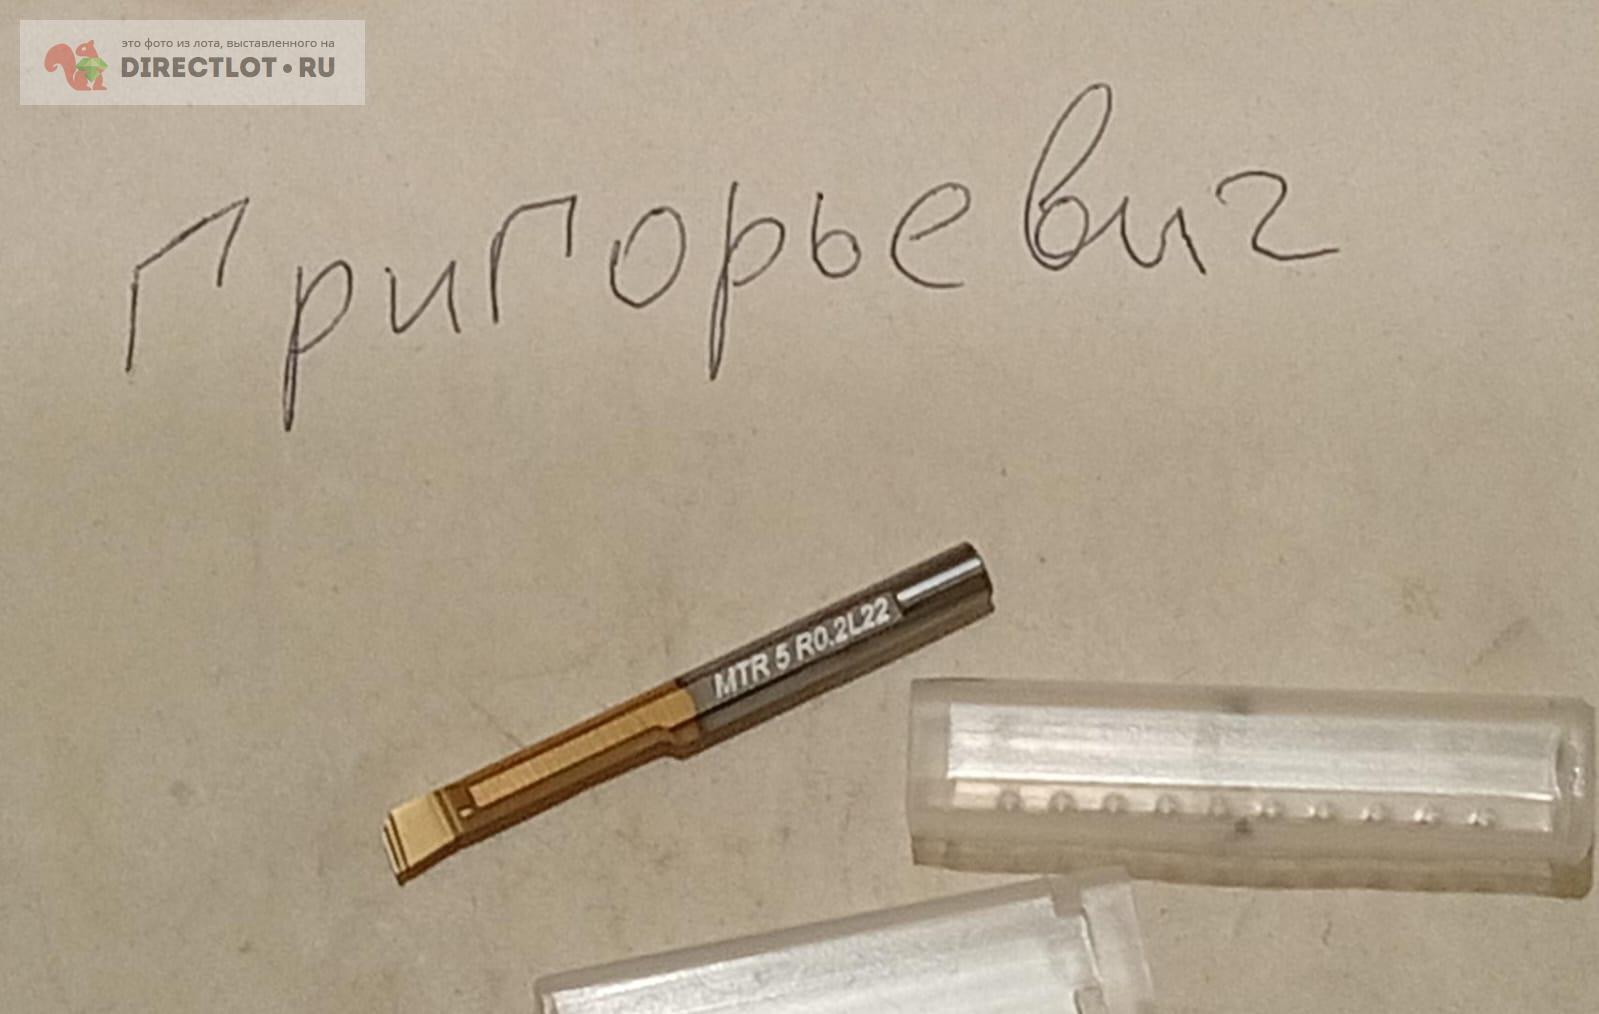 это фото из лота, выставленного на
DIRECTLOT•RU
Григорьевич
MTR 5 R0.2L22